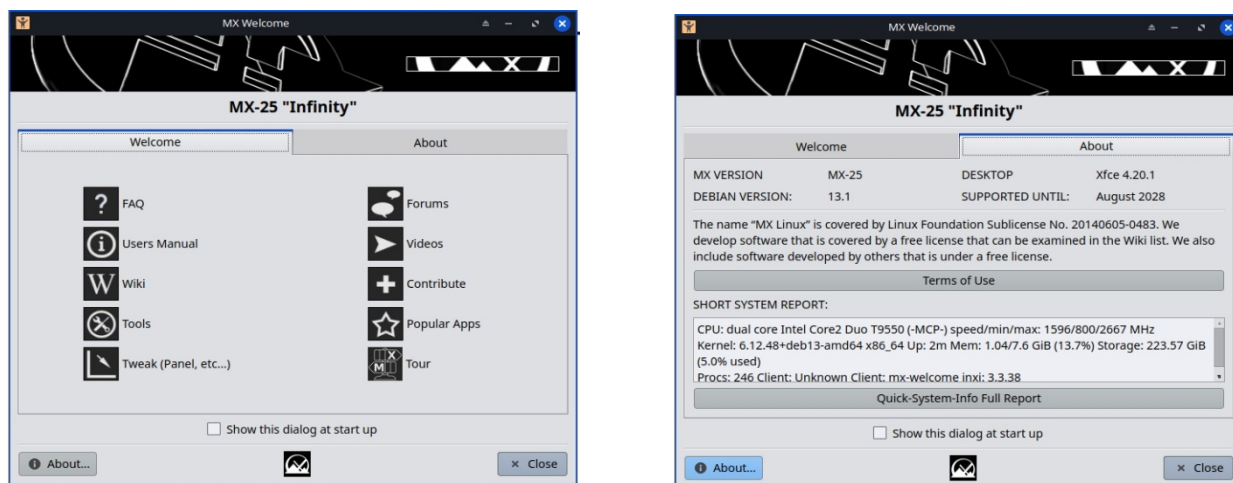 MX Welcome
MX-25 "Infinity"
Welcome
About
FAQ
Forums
Users Manual
Videos
Wiki
Contribute
Tools
Popular Apps
Tweak (Panel, etc...)
Tour
Show this dialog at start up
About...
Close
MX Welcome
MX-25 "Infinity"
Welcome
About
MX VERSION MX-25 DESKTOP Xfce 4.20.1
DEBIAN VERSION: 13.1 SUPPORTED UNTIL: August 2028
The name “MX Linux” is covered by Linux Foundation Sublicense No. 20140605-0483. We
develop software that is covered by a free license that can be examined in the Wiki list. We also
include software developed by others that is under a free license.
Terms of Use
SHORT SYSTEM REPORT:
CPU: dual core Intel Core2 Duo T9550 (-MCP-) speed/min/max: 1596/800/2667 MHz
Kernel: 6.12.48+deb13-amd64 x86_64 Up: 2m Mem: 1.04/7.6 GiB (13.7%) Storage: 223.57 GiB
(5.0% used)
Procs: 246 Client: Unknown Client: mx-welcome inxi: 3.3.38
Quick-System-Info Full Report
Show this dialog at start up
About...
Close